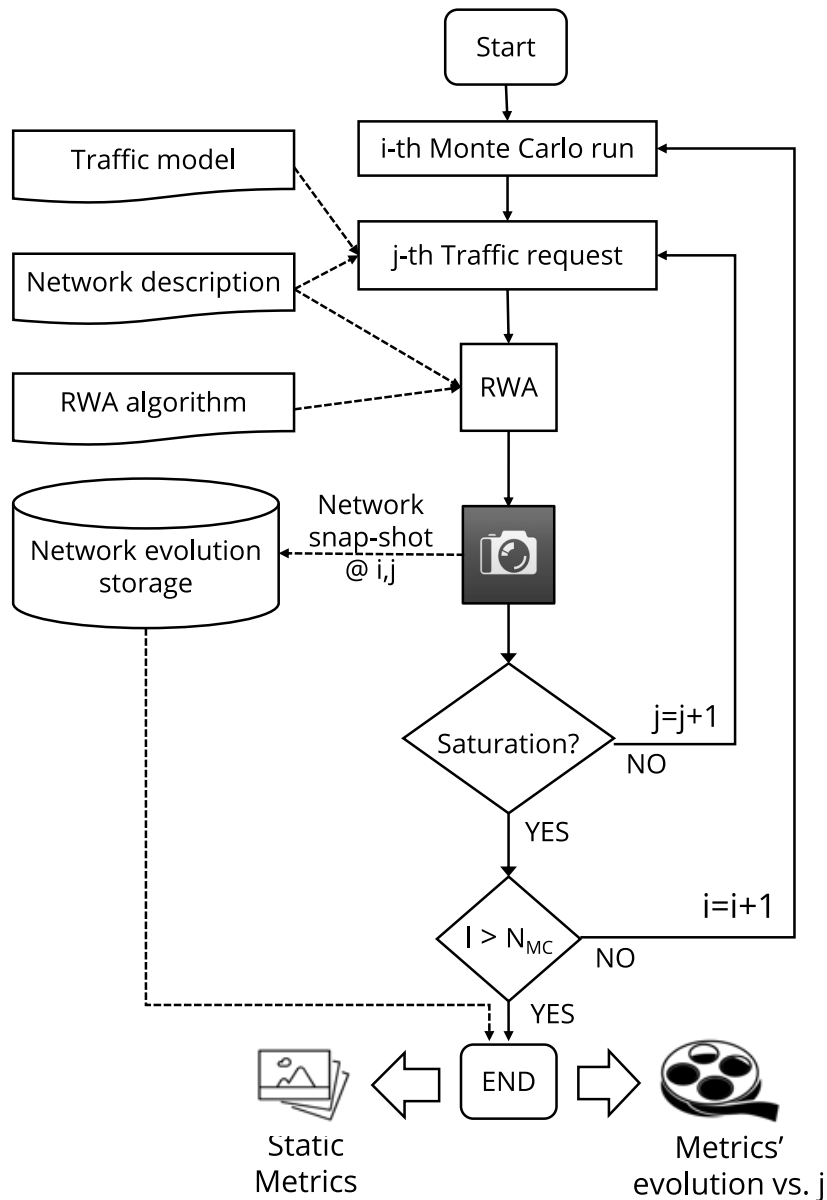 Start
i-th Monte Carlo run
Traffic model
j-th Traffic request
Network description
RWA
RWA algorithm
Network
snap-shot
@ i,j
Network evolution
storage
j=j+1
Saturation?
NO
YES
i=i+1
I > NMC
NO
YES
END
Static
Metrics
Metrics'
evolution vs. j